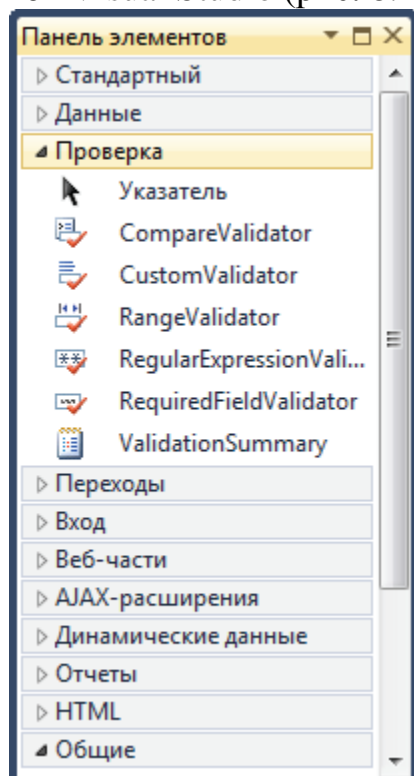 Панель элементов
Стандартный
Данные
Проверка
Указатель
CompareValidator
CustomValidator
RangeValidator
RegularExpressionVali...
RequiredFieldValidator
ValidationSummary
Переходы
Вход
Веб-части
AJAX-расширения
Динамические данные
Отчеты
HTML
Общие